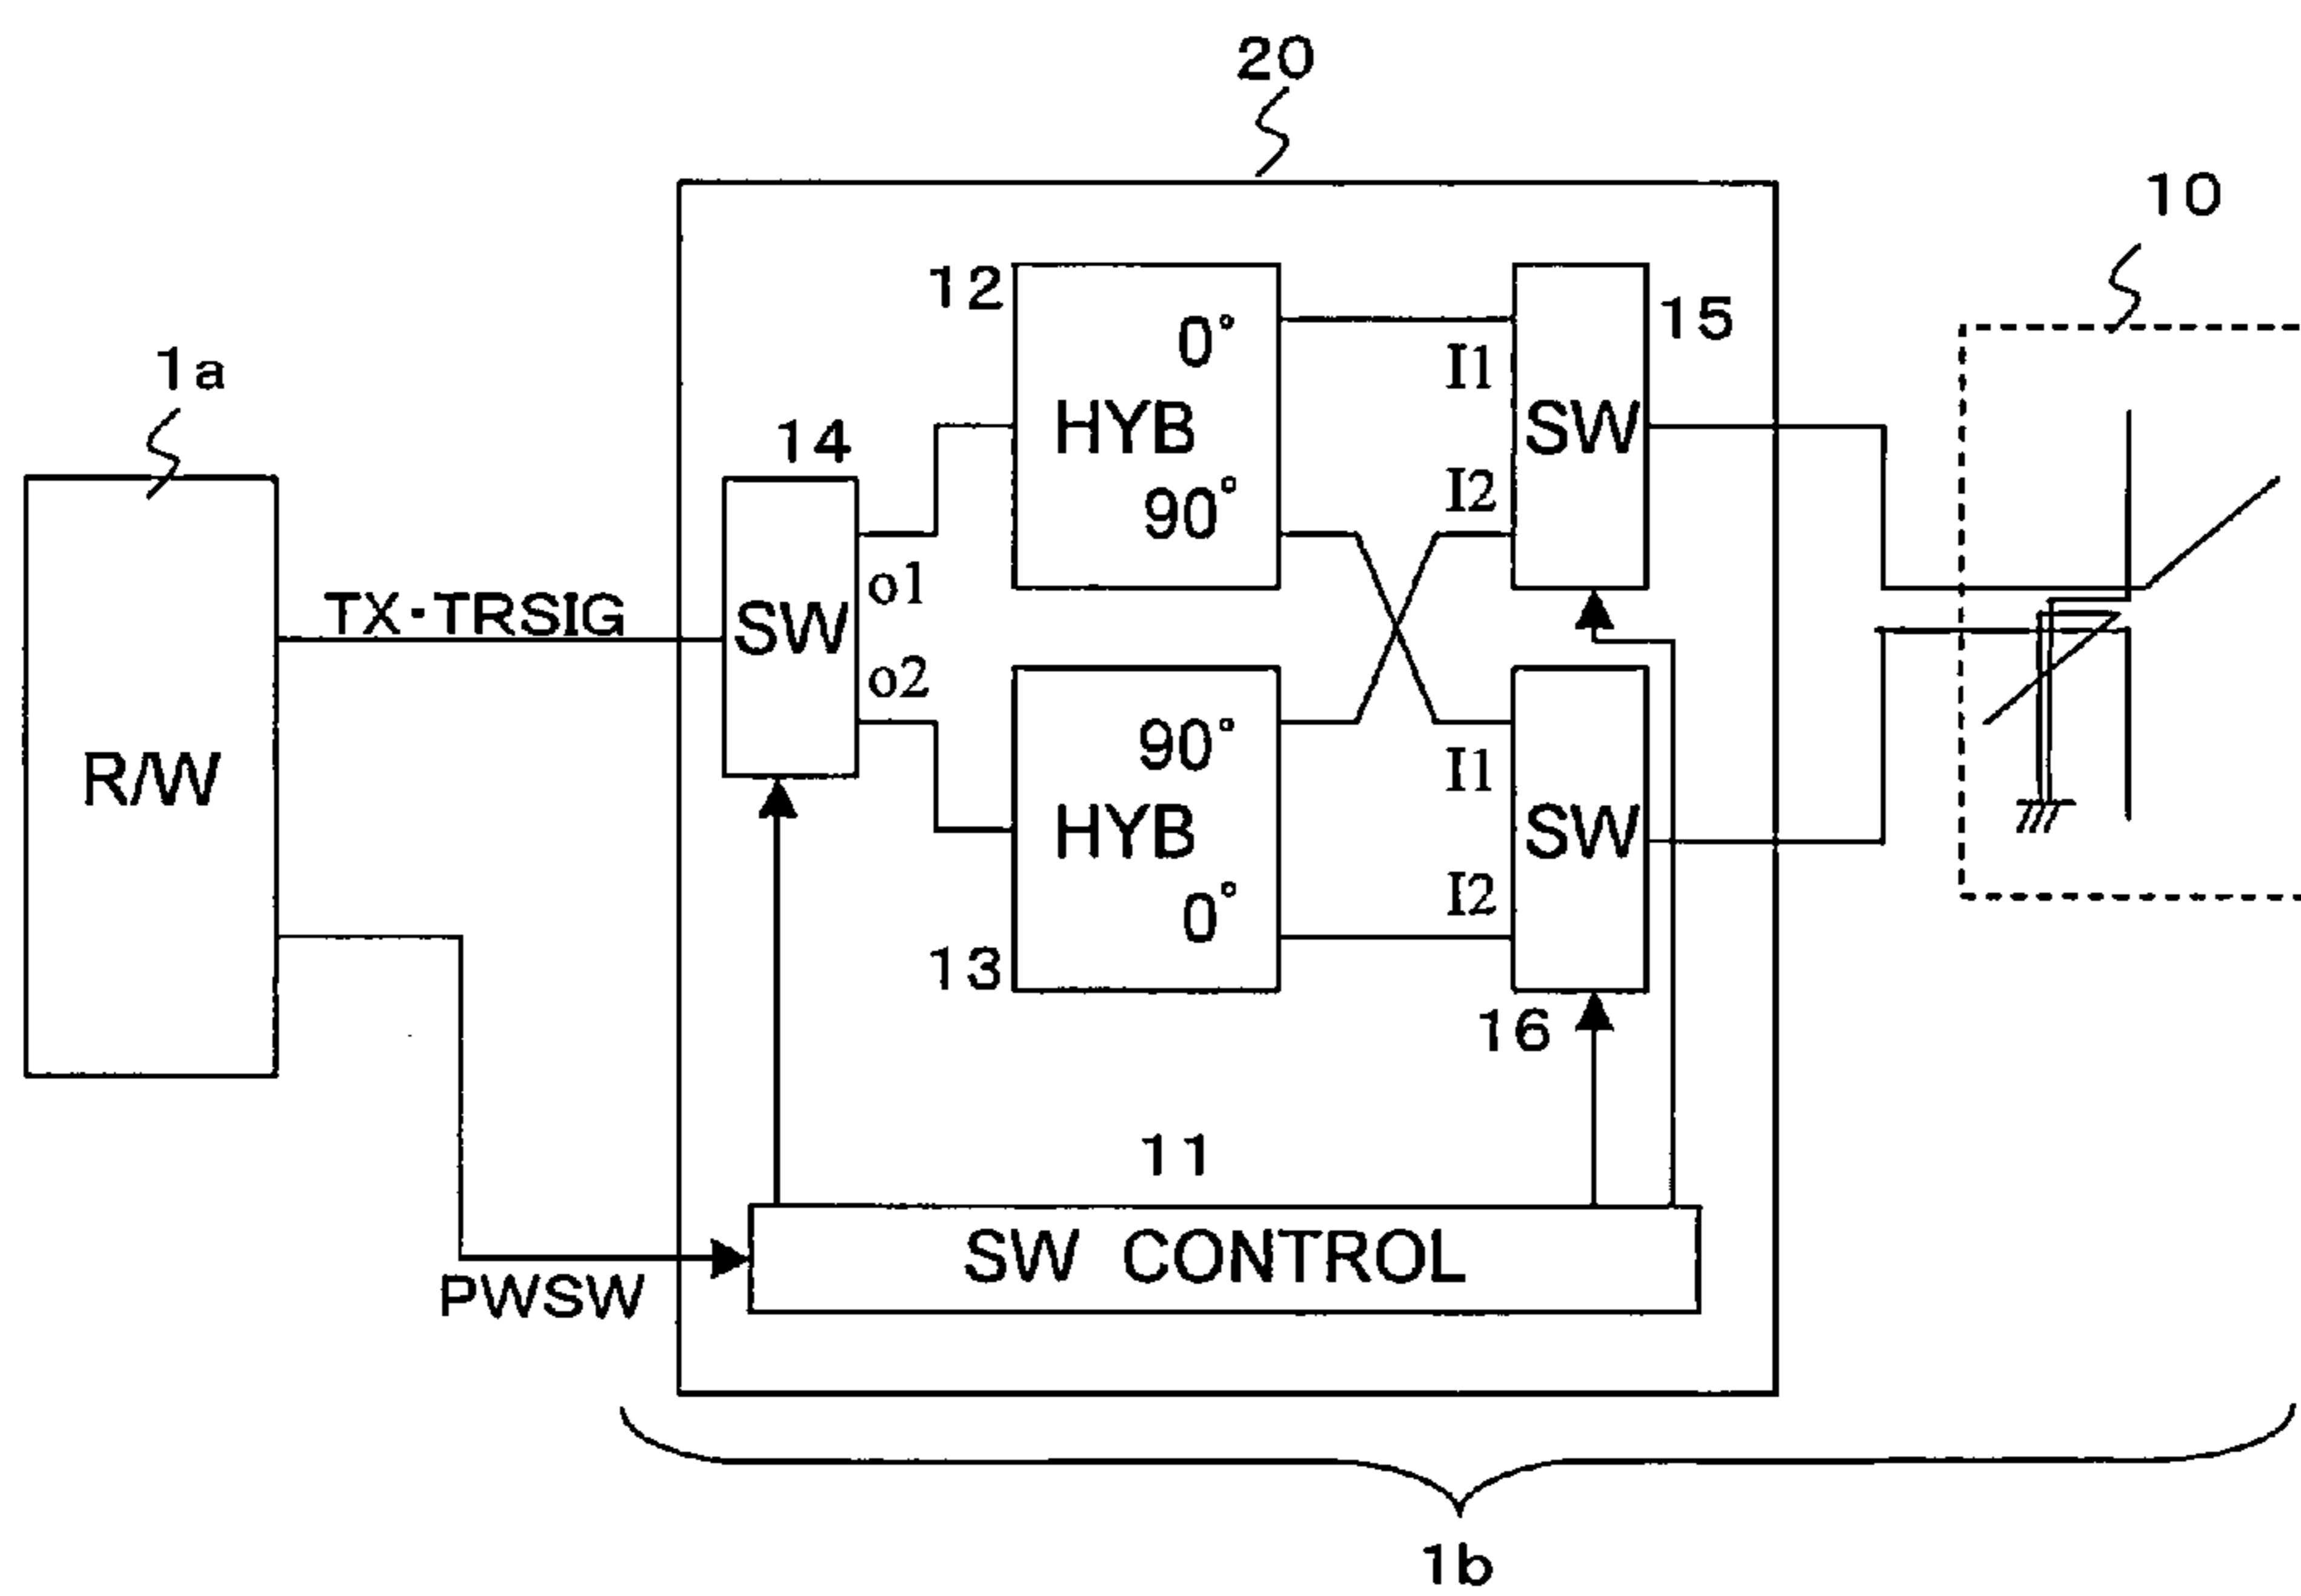 20
10
12
0°
15
I1
1a
HYB
SW
14
I2
90°
o1
TX・TRSIG
SW
o2
90°
R/W
I1
HYB
SW
I2
0°
13
16
11
SW CONTROL
PWSW
1b